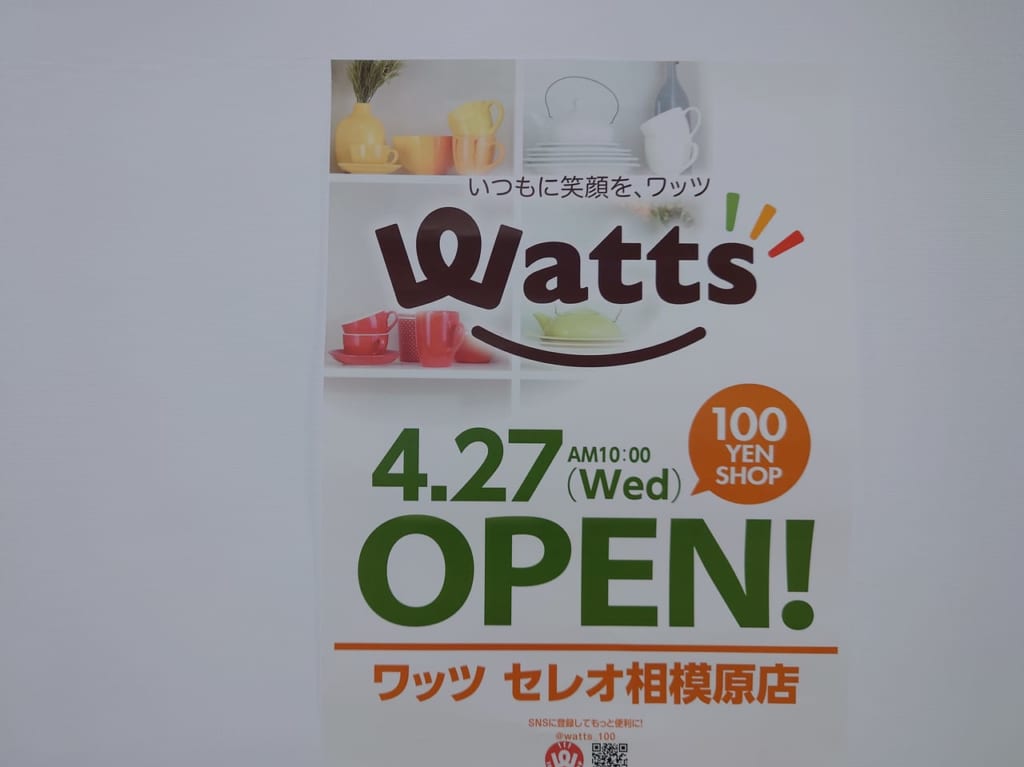 いつもに笑顔を、ワッツ
Watts
100
YEN
SHOP
4.27 AM10:00
(Wed)
OPEN!
ワッツ セレオ相模原店
SNSに登録してもっと便利に!
@watts_100